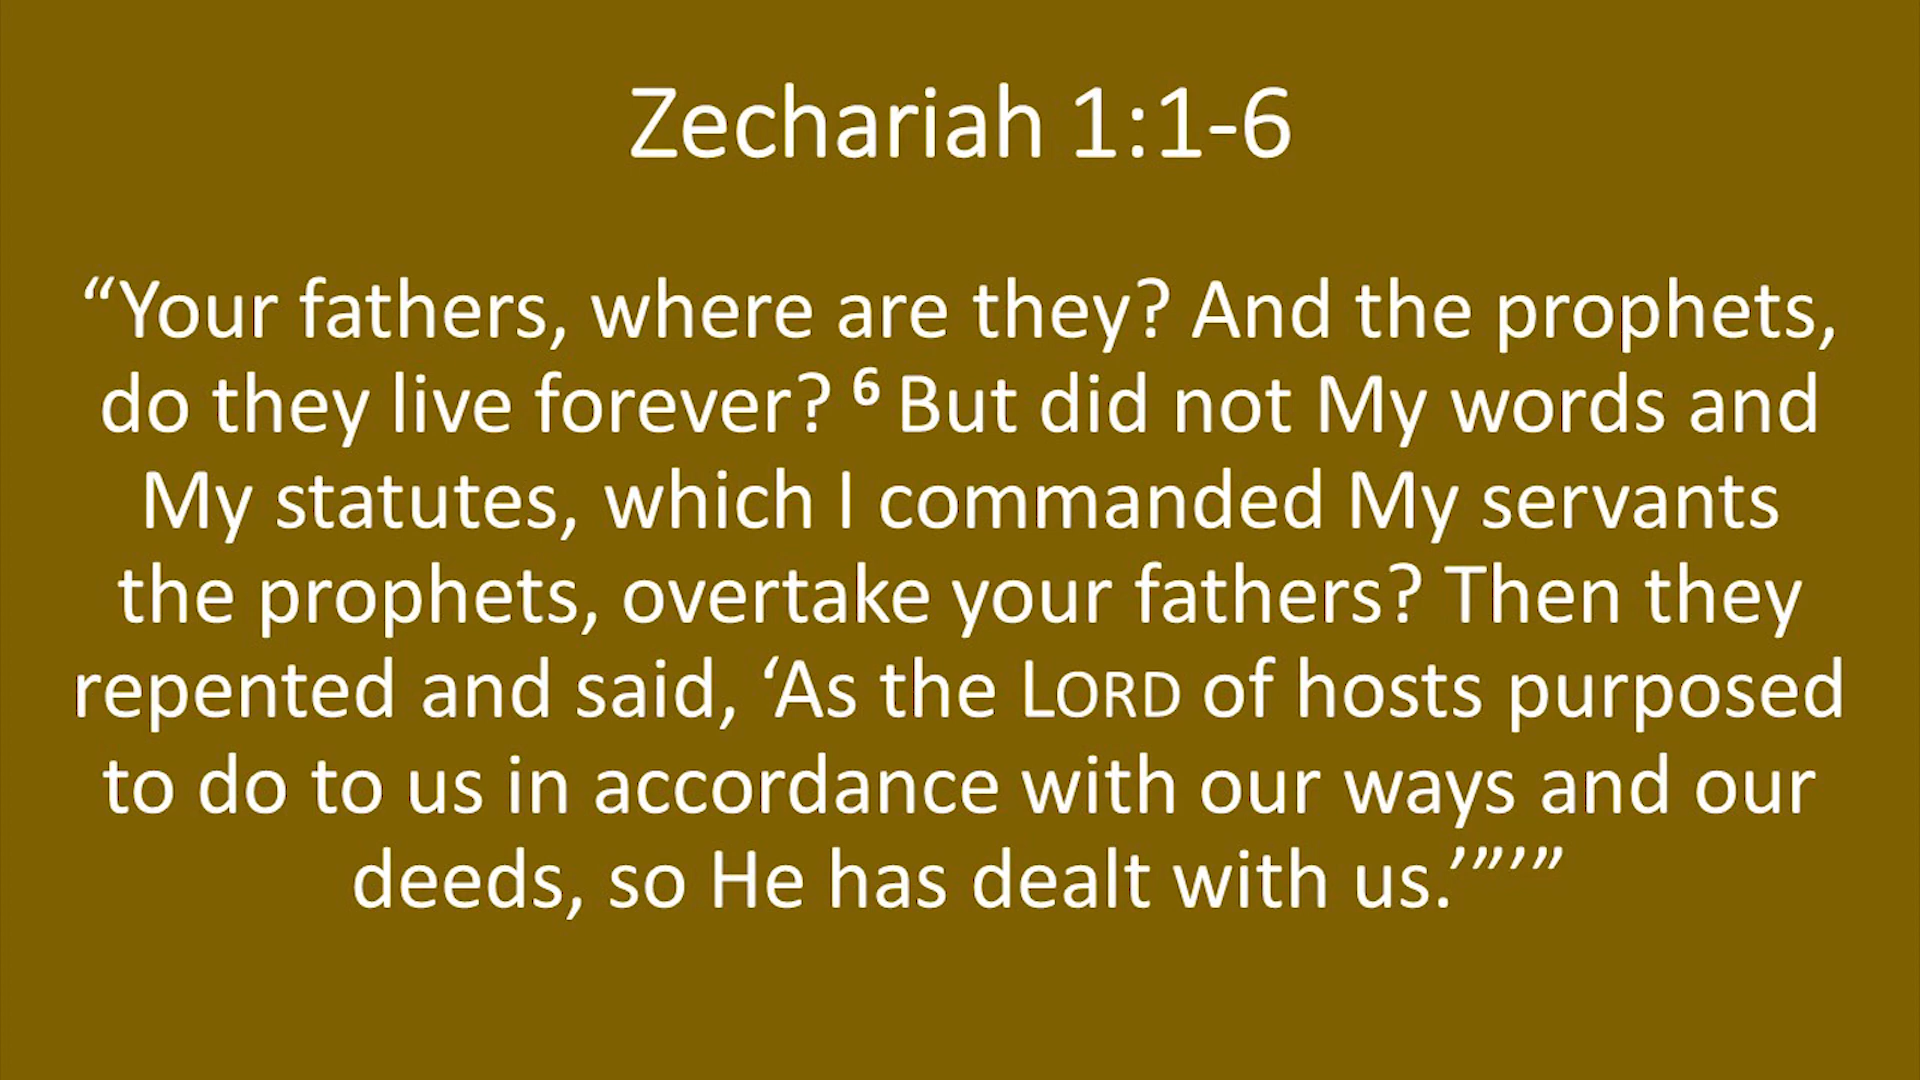 Zechariah 1:1-6
“Your fathers, where are they? And the prophets,
do they live forever? ⁶ But did not My words and
My statutes, which I commanded My servants
the prophets, overtake your fathers? Then they
repented and said, ‘As the LORD of hosts purposed
to do to us in accordance with our ways and our
deeds, so He has dealt with us.’”’”